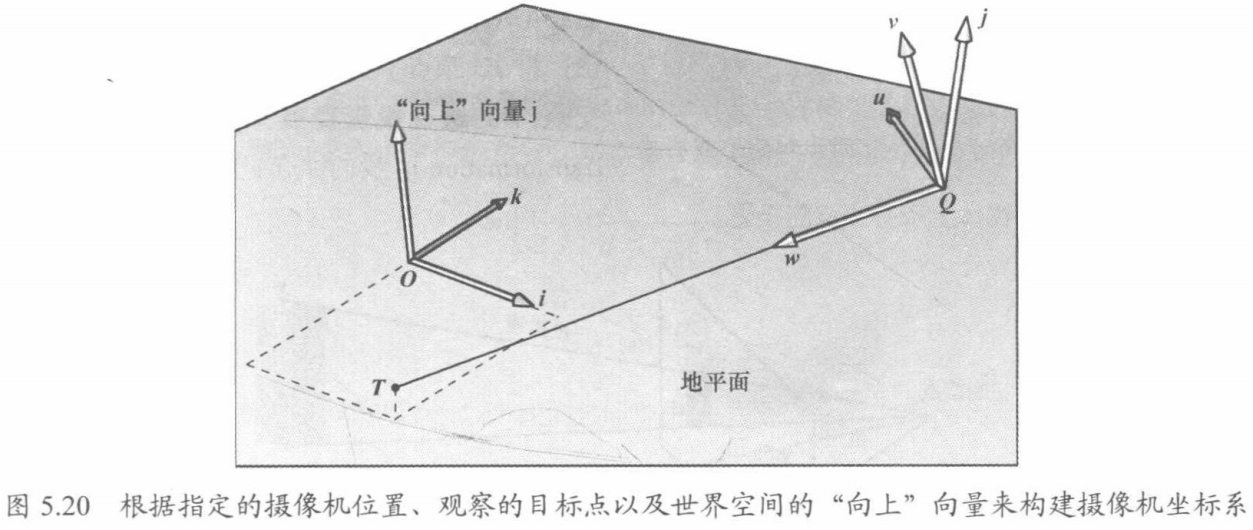 v
j
“向上”向量j
u
k
Q
O
w
i
T
地平面
图 5.20 根据指定的摄像机位置、观察的目标点以及世界空间的“向上”向量来构建摄像机坐标系